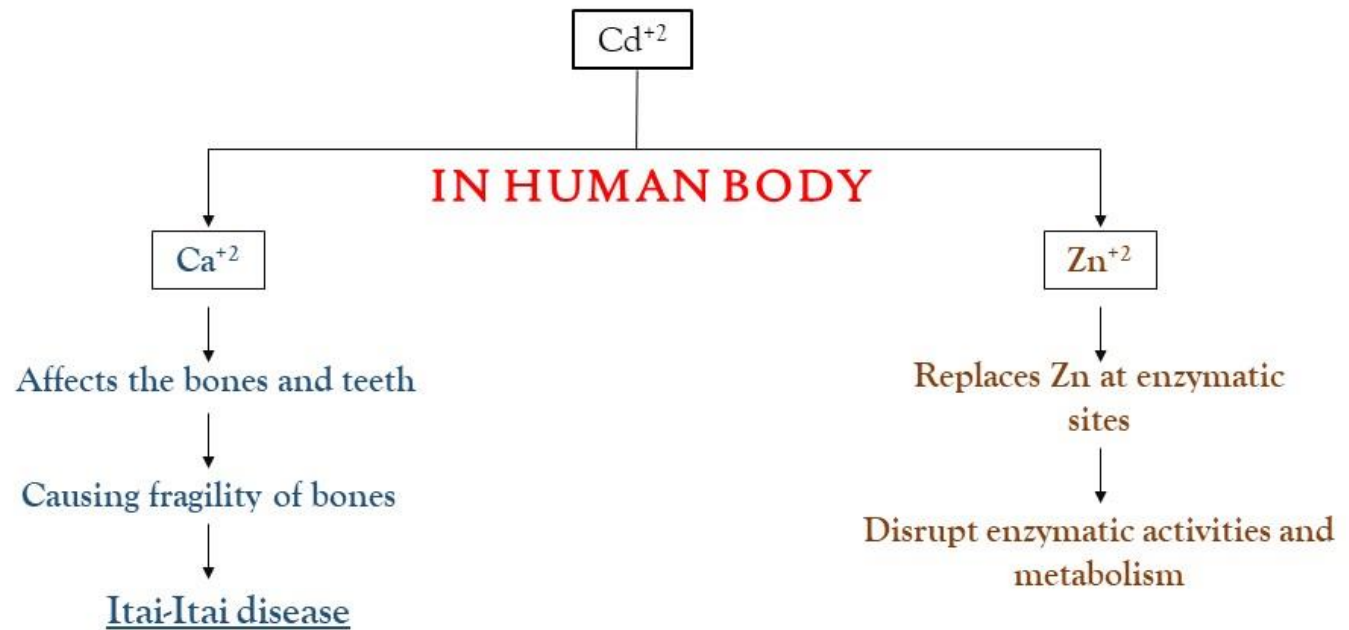 Cd⁺²
IN HUMAN BODY
Ca⁺²
Affects the bones and teeth
Causing fragility of bones
Itai-Itai disease
Zn⁺²
Replaces Zn at enzymatic
sites
Disrupt enzymatic activities and
metabolism